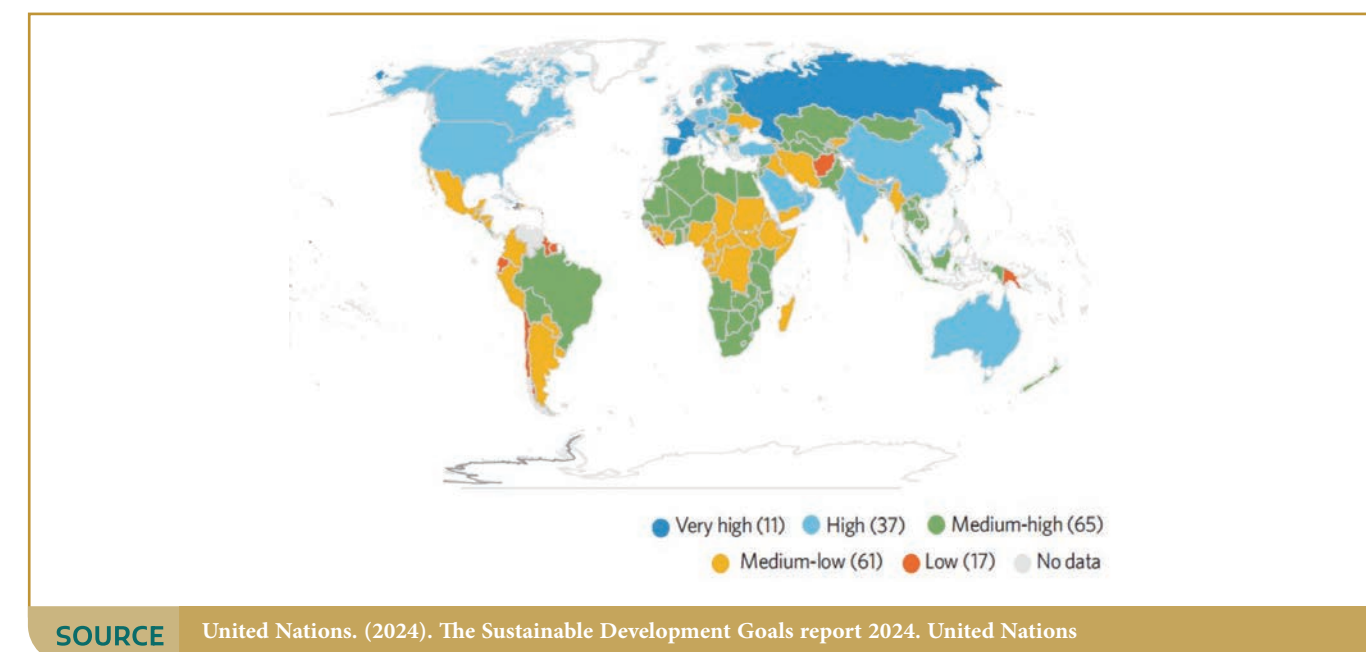 Very high (11) High (37) Medium-high (65)
Medium-low (61) Low (17) No data
SOURCE United Nations. (2024). The Sustainable Development Goals report 2024. United Nations